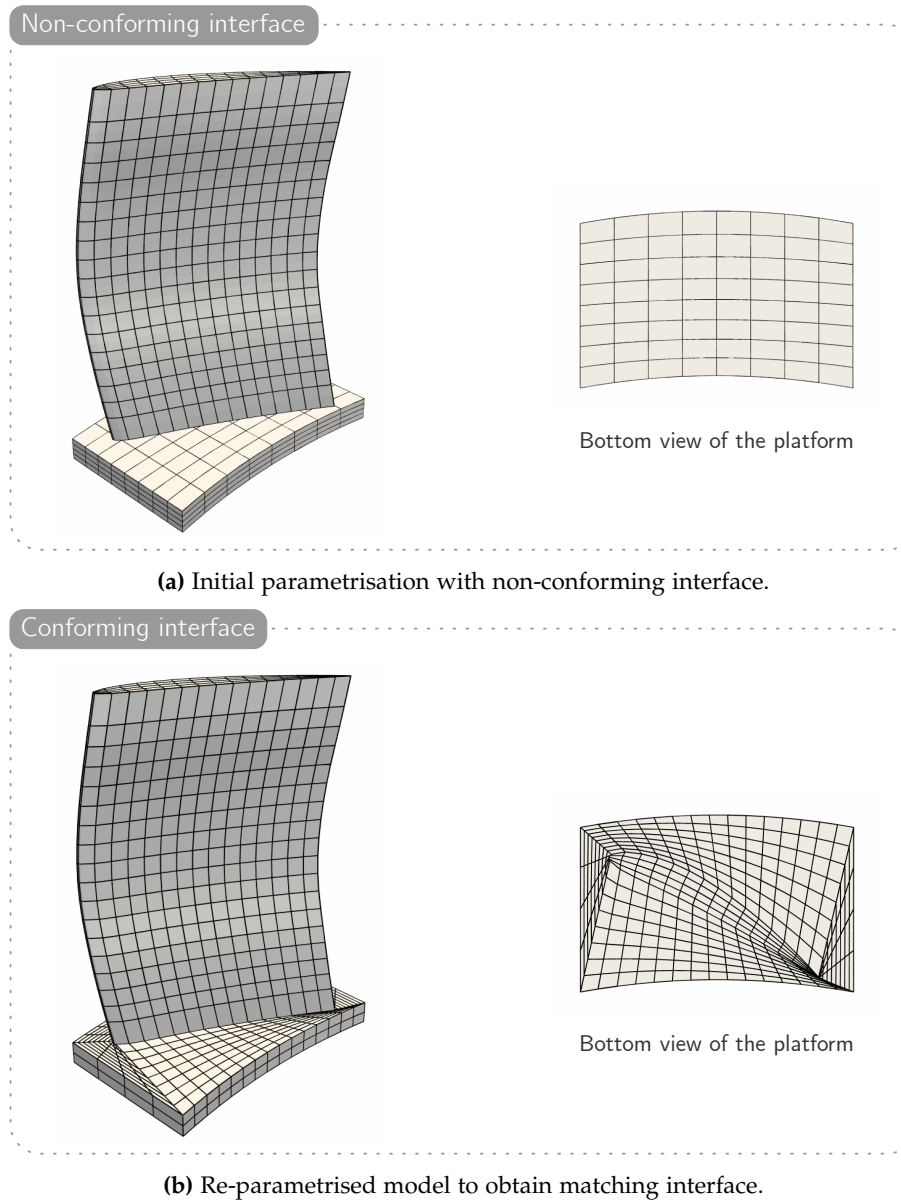 Non-conforming interface
Bottom view of the platform
(a) Initial parametrisation with non-conforming interface.
Conforming interface
Bottom view of the platform
(b) Re-parametrised model to obtain matching interface.